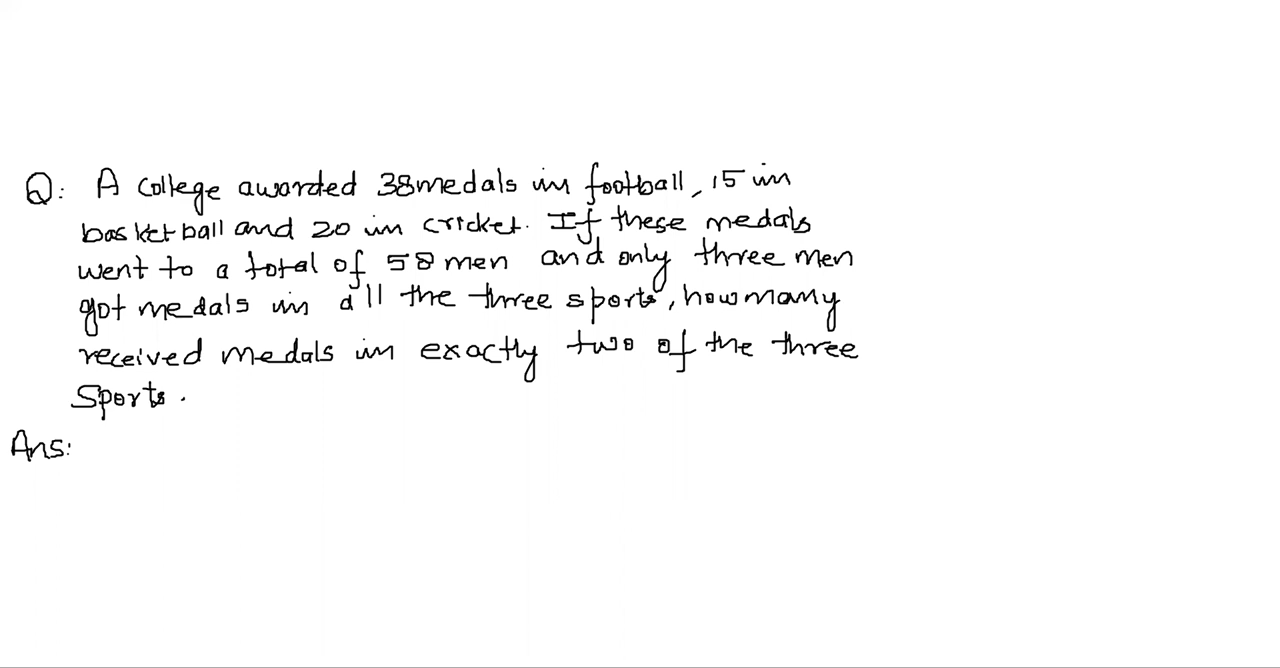 Q: A college awarded 38 medals in football, 15 in
basketball and 20 in cricket. If these medals
went to a total of 58 men and only three men
got medals in all the three sports, how many
received medals in exactly two of the three
sports.
Ans: